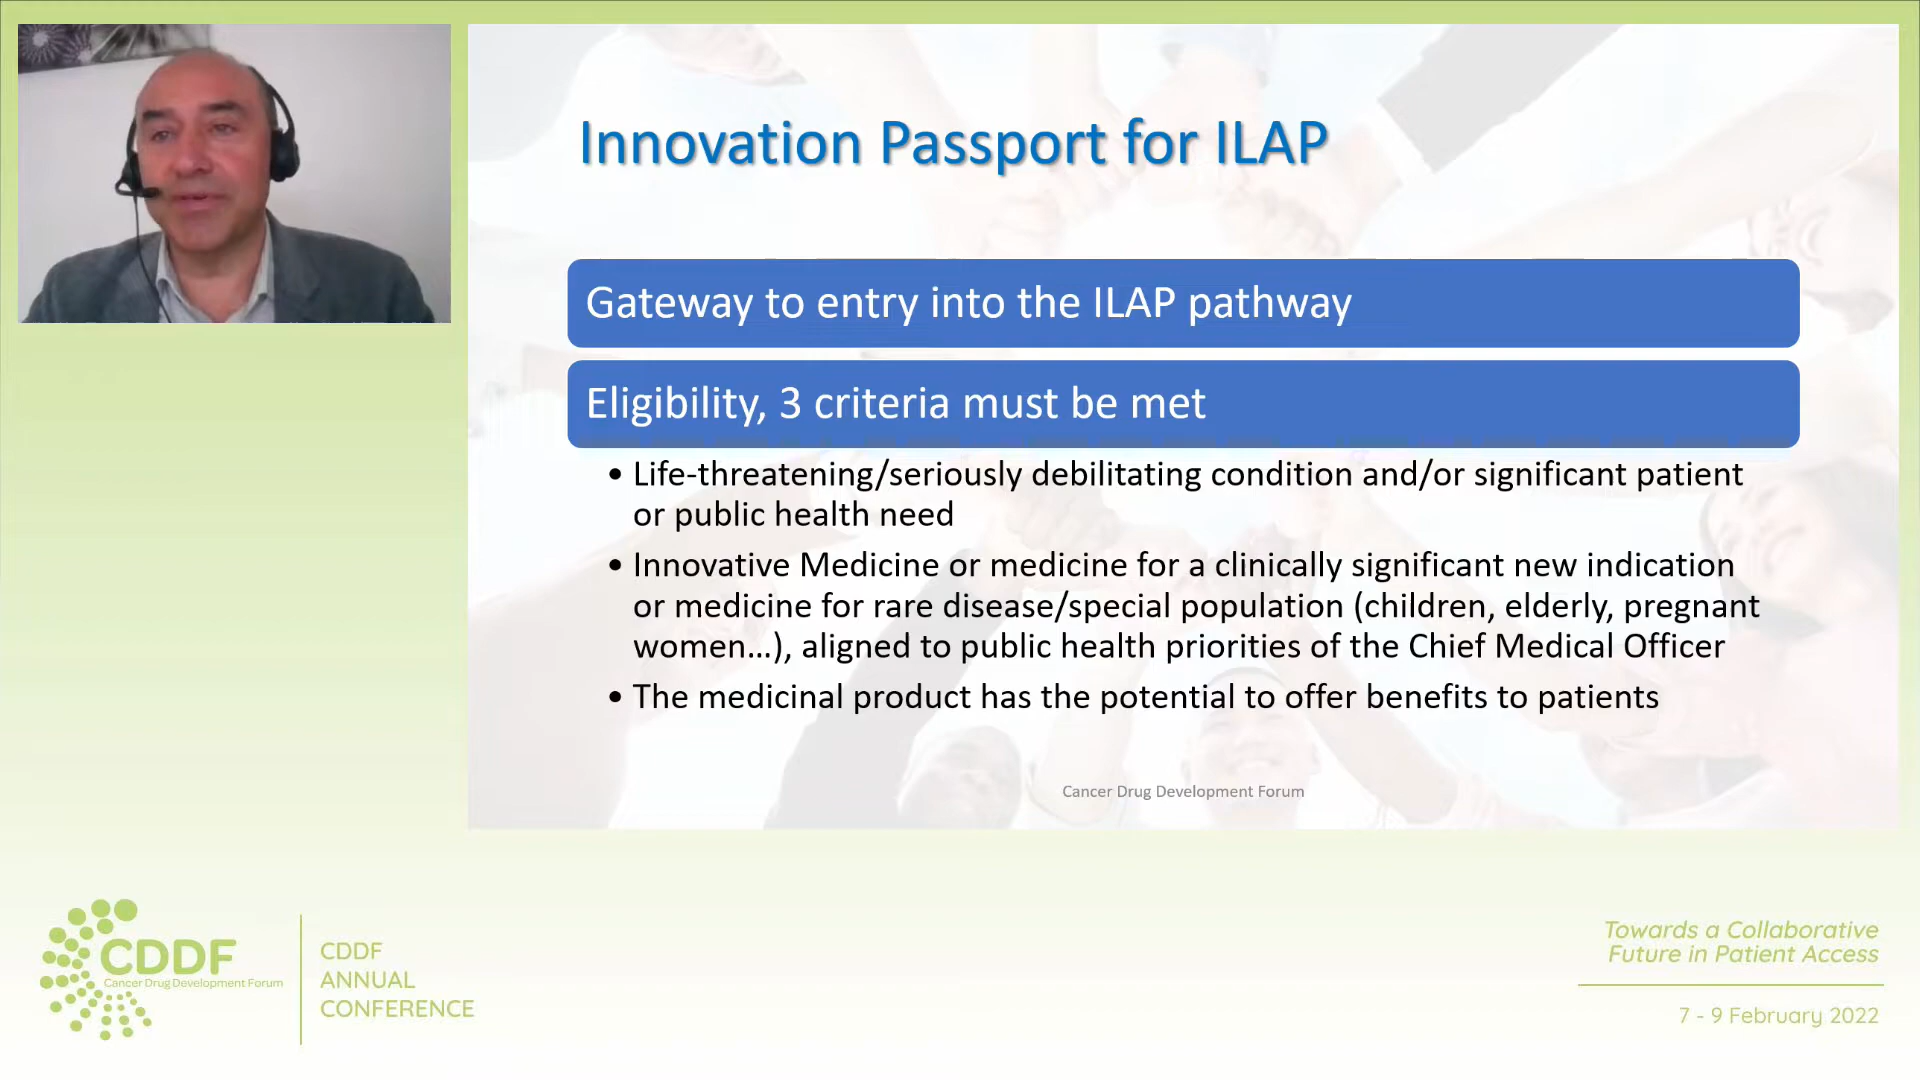 Innovation Passport for ILAP
Gateway to entry into the ILAP pathway
Eligibility, 3 criteria must be met
• Life-threatening/seriously debilitating condition and/or significant patient
or public health need
• Innovative Medicine or medicine for a clinically significant new indication
or medicine for rare disease/special population (children, elderly, pregnant
women…), aligned to public health priorities of the Chief Medical Officer
• The medicinal product has the potential to offer benefits to patients
Cancer Drug Development Forum
CDDF
Cancer Drug Development Forum
CDDF
ANNUAL
CONFERENCE
Towards a Collaborative
Future in Patient Access
7 - 9 February 2022